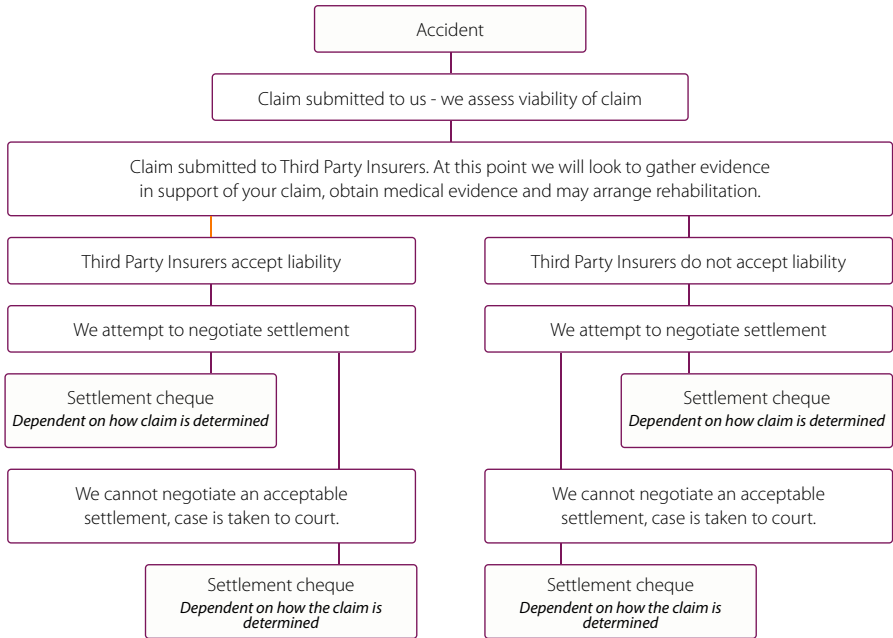 Accident
Claim submitted to us - we assess viability of claim
Claim submitted to Third Party Insurers. At this point we will look to gather evidence
in support of your claim, obtain medical evidence and may arrange rehabilitation.
Third Party Insurers accept liability
Third Party Insurers do not accept liability
We attempt to negotiate settlement
We attempt to negotiate settlement
Settlement cheque
Dependent on how claim is determined
Settlement cheque
Dependent on how claim is determined
We cannot negotiate an acceptable
settlement, case is taken to court.
We cannot negotiate an acceptable
settlement, case is taken to court.
Settlement cheque
Dependent on how the claim is
determined
Settlement cheque
Dependent on how the claim is
determined